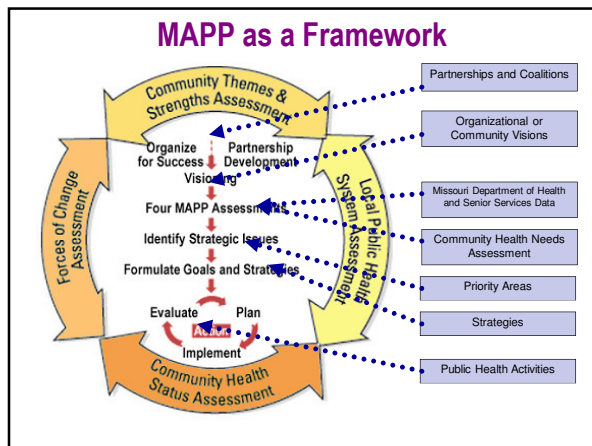 MAPP as a Framework
Community Themes &
Strengths Assessment
Organize
for Success
Partnership
Development
Visioning
Four MAPP Assessments
Identify Strategic Issues
Formulate Goals and Strategies
Evaluate
Plan
Action
Implement
Forces of Change
Assessment
Local Public Health
System Assessment
Community Health
Status Assessment
Partnerships and Coalitions
Organizational or
Community Visions
Missouri Department of Health
and Senior Services Data
Community Health Needs
Assessment
Priority Areas
Strategies
Public Health Activities